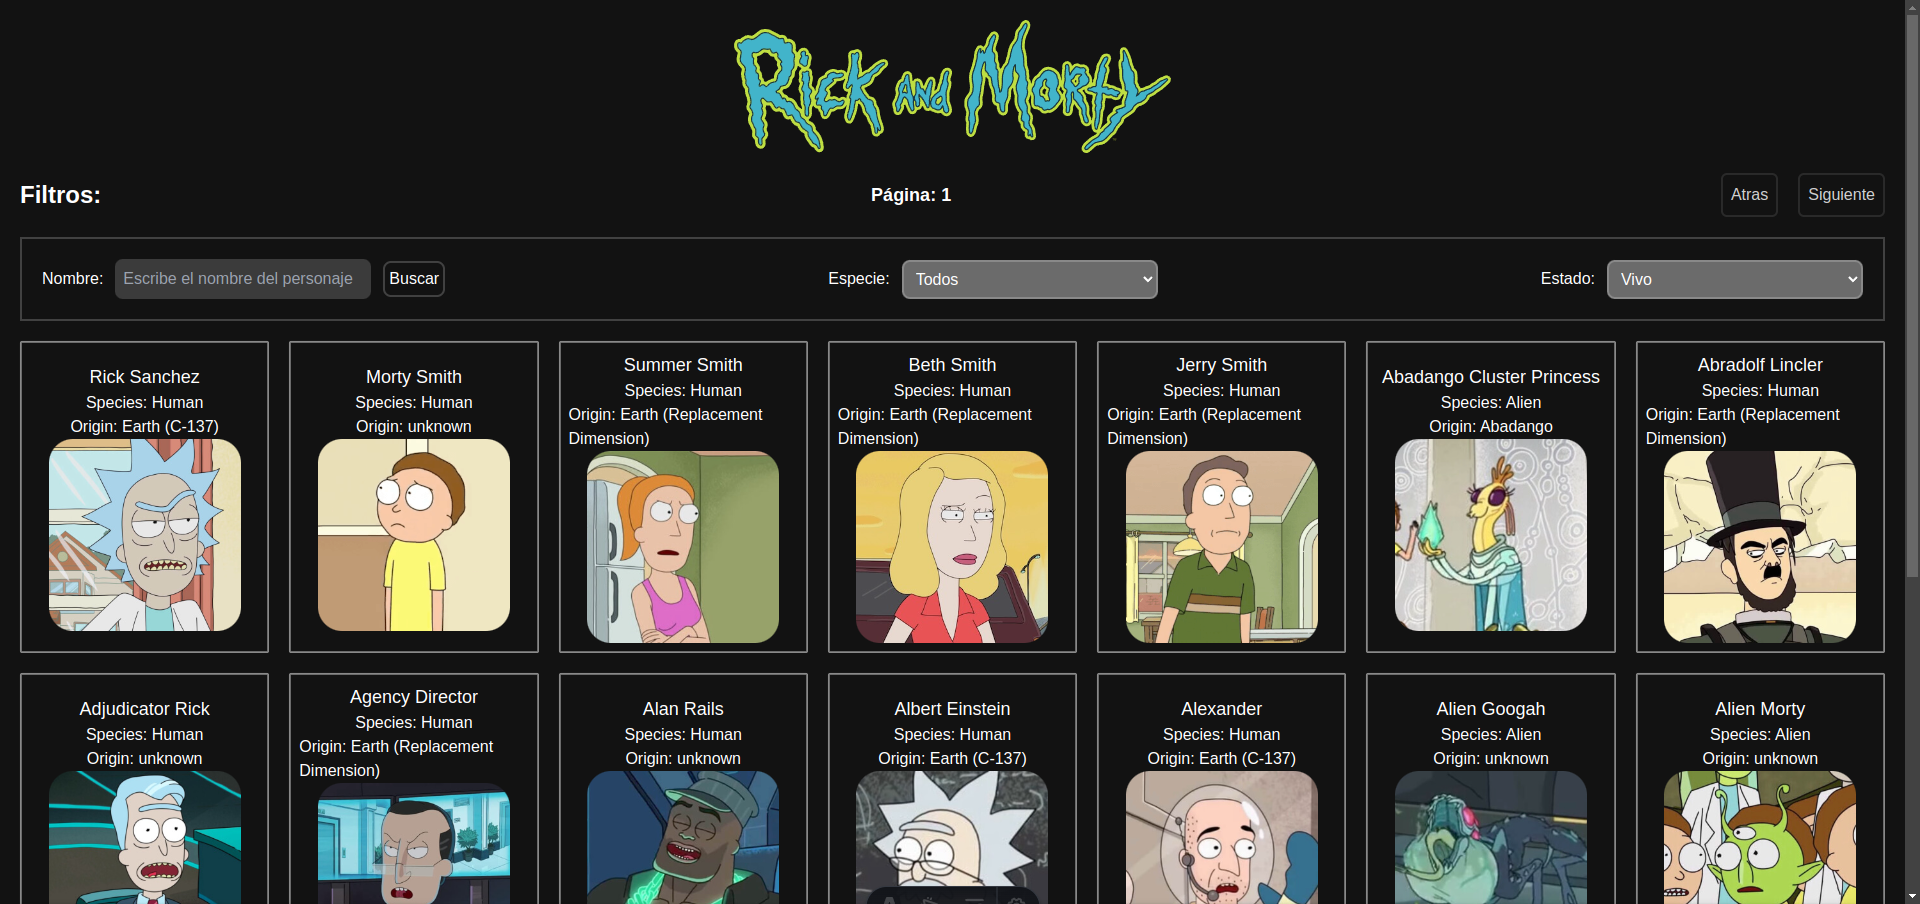 Rick and Morty
Filtros:
Página: 1
Atras
Siguiente
Nombre:
Escribe el nombre del personaje
Buscar
Especie:
Todos
Estado:
Vivo
Rick Sanchez
Species: Human
Origin: Earth (C-137)
Morty Smith
Species: Human
Origin: unknown
Summer Smith
Species: Human
Origin: Earth (Replacement
Dimension)
Beth Smith
Species: Human
Origin: Earth (Replacement
Dimension)
Jerry Smith
Species: Human
Origin: Earth (Replacement
Dimension)
Abadango Cluster Princess
Species: Alien
Origin: Abadango
Abradolf Lincler
Species: Human
Origin: Earth (Replacement
Dimension)
Adjudicator Rick
Species: Human
Origin: unknown
Agency Director
Species: Human
Origin: Earth (Replacement
Dimension)
Alan Rails
Species: Human
Origin: unknown
Albert Einstein
Species: Human
Origin: Earth (C-137)
Alexander
Species: Human
Origin: Earth (C-137)
Alien Googah
Species: Alien
Origin: unknown
Alien Morty
Species: Alien
Origin: unknown